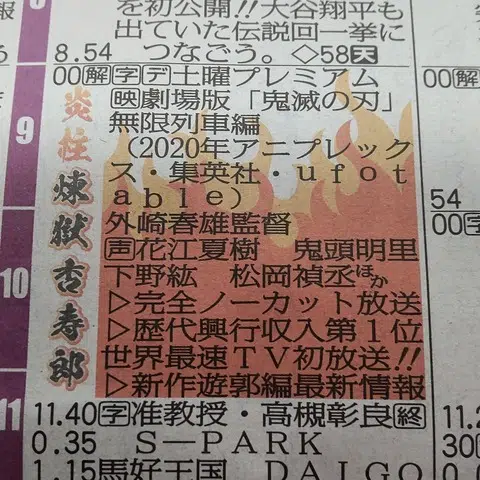 を初公開!!大谷翔平も
出ていた伝説回一挙に
8.54 つなごう。◇58天
00解字デ土曜プレミアム
映劇場版「鬼滅の刃」
無限列車編
(2020年アニプレック
ス・集英社・ufot
able)
外崎春雄監督
声花江夏樹 鬼頭明里
下野紘 松岡禎丞ほか
▷完全ノーカット放送
▷歴代興行収入第1位
世界最速TV初放送!!
▷新作遊郭編最新情報
炎柱 煉獄杏寿郎
11.40字准教授・高槻彰良終
0.35 S-PARK
1.15馬好王国 DAIGO
9
10
11
00解
54
00字
30